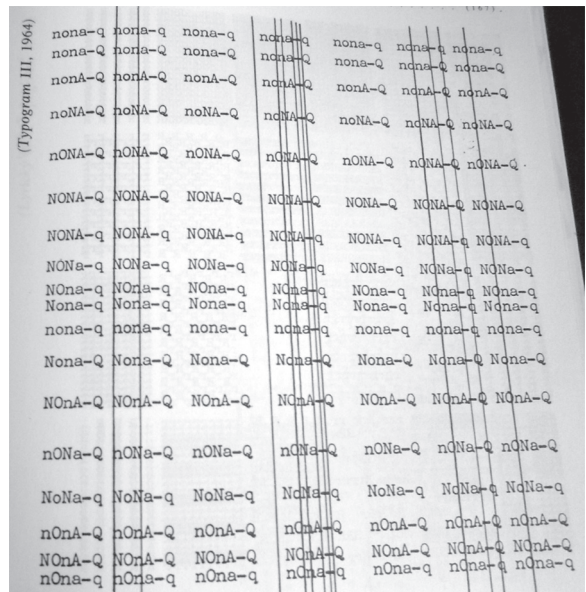 (Typogram III, 1964)
nona-q nona-q nona-q nona-q nona-q nona-q nona-q
nona-q nona-q nona-q nona-q nona-q nona-q nona-q
nonA-q nonA-q nonA-q nonA-q nonA-q nonA-q nonA-q
noNA-Q noNA-Q noNA-Q noNA-Q noNA-Q noNA-Q noNA-Q
nONA-Q nONA-Q nONA-Q nONA-Q nONA-Q nONA-Q nONA-Q
NONA-Q NONA-Q NONA-Q NONA-Q NONA-Q NONA-Q NONA-Q
NONA-q NONA-q NONA-q NONA-q NONA-q NONA-q NONA-q
NONa-q NONa-q NONa-q NONa-q NONa-q NONa-q NONa-q
NOna-q NOna-q NOna-q NOna-q NOna-q NOna-q NOna-q
Nona-q Nona-q Nona-q Nona-q Nona-q Nona-q Nona-q
nona-q nona-q nona-q nona-q nona-q nona-q nona-q
Nona-Q Nona-Q Nona-Q Nona-Q Nona-Q Nona-Q Nona-Q
NOnA-Q NOnA-Q NOnA-Q NOnA-Q NOnA-Q NOnA-Q NOnA-Q
nONa-Q nONa-Q nONa-Q nONa-Q nONa-Q nONa-Q nONa-Q
NoNa-q NoNa-q NoNa-q NoNa-q NoNa-q NoNa-q NoNa-q
nOnA-Q nOnA-Q nOnA-Q nOnA-Q nOnA-Q nOnA-Q nOnA-Q
NOnA-Q NOnA-Q NOnA-Q NOnA-Q NOnA-Q NOnA-Q NOnA-Q
nOna-q nOna-q nOna-q nOna-q nOna-q nOna-q nOna-q